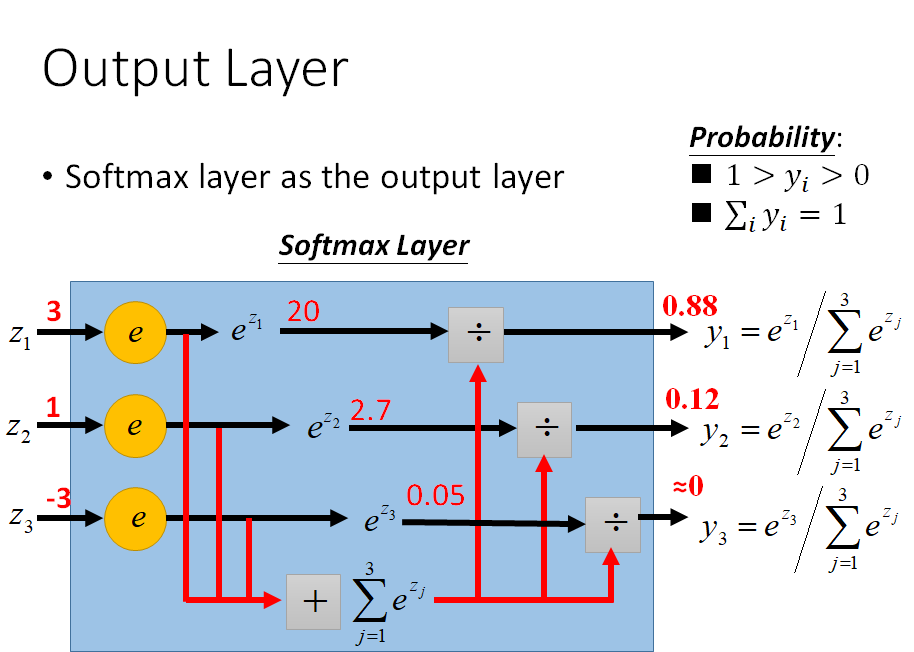 Output Layer
• Softmax layer as the output layer
Probability:
■ 1 > y_i > 0
■ ∑_i y_i = 1
Softmax Layer
z_1 3 e e^{z_1} 20 ÷ 0.88 y_1 = e^{z_1} / ∑_{j=1}^{3} e^{z_j}
z_2 1 e e^{z_2} 2.7 ÷ 0.12 y_2 = e^{z_2} / ∑_{j=1}^{3} e^{z_j}
z_3 -3 e e^{z_3} 0.05 ÷ ≈0 y_3 = e^{z_3} / ∑_{j=1}^{3} e^{z_j}
+ ∑_{j=1}^{3} e^{z_j}